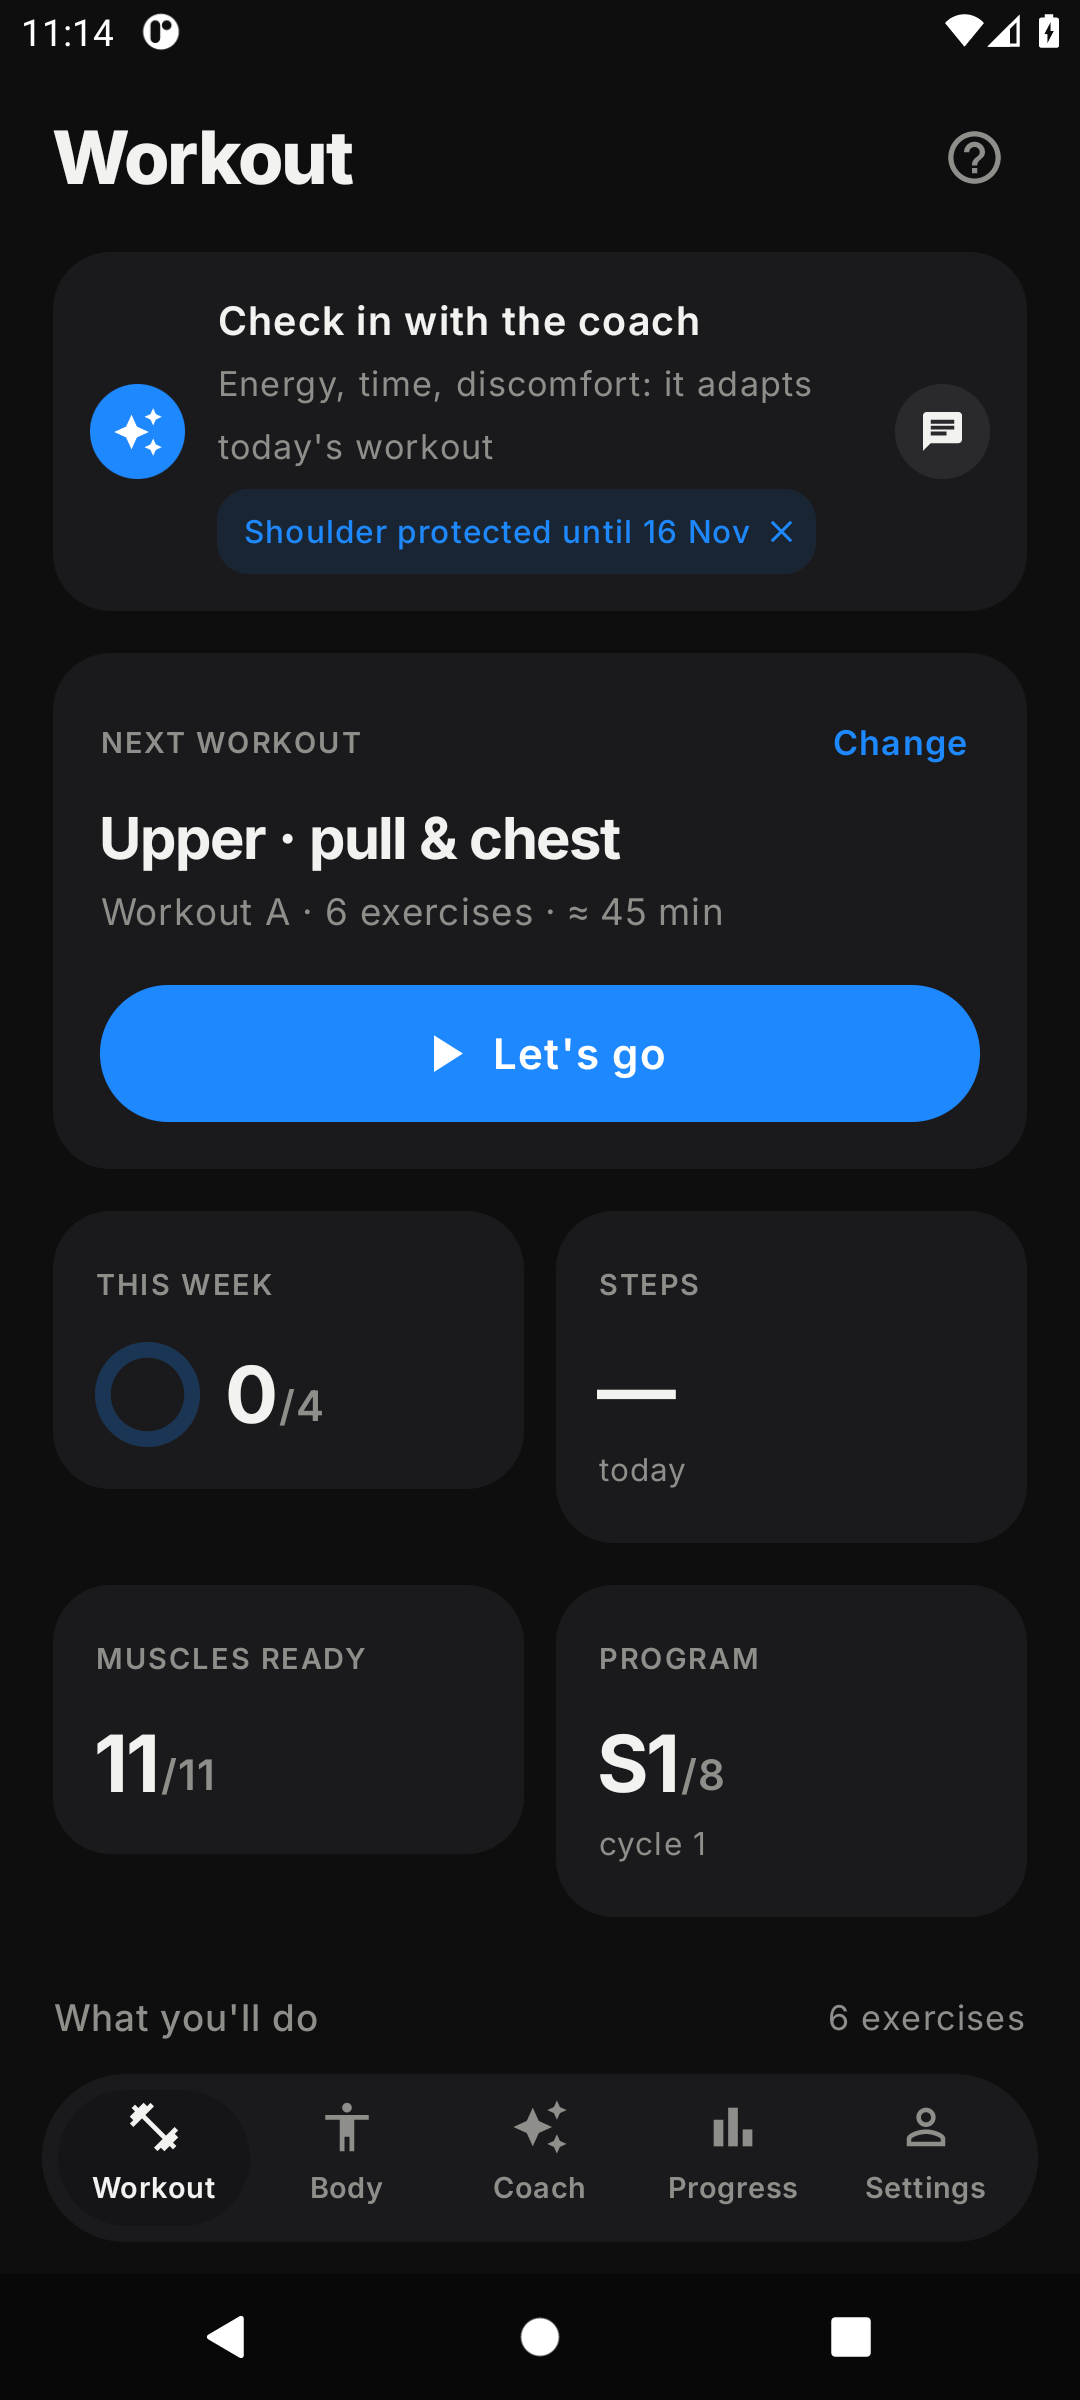 11:14
Workout
Check in with the coach
Energy, time, discomfort: it adapts
today's workout
Shoulder protected until 16 Nov
NEXT WORKOUT
Change
Upper · pull & chest
Workout A · 6 exercises · ≈ 45 min
Let's go
THIS WEEK
0/4
STEPS
—
today
MUSCLES READY
11/11
PROGRAM
S1/8
cycle 1
What you'll do
6 exercises
Workout
Body
Coach
Progress
Settings